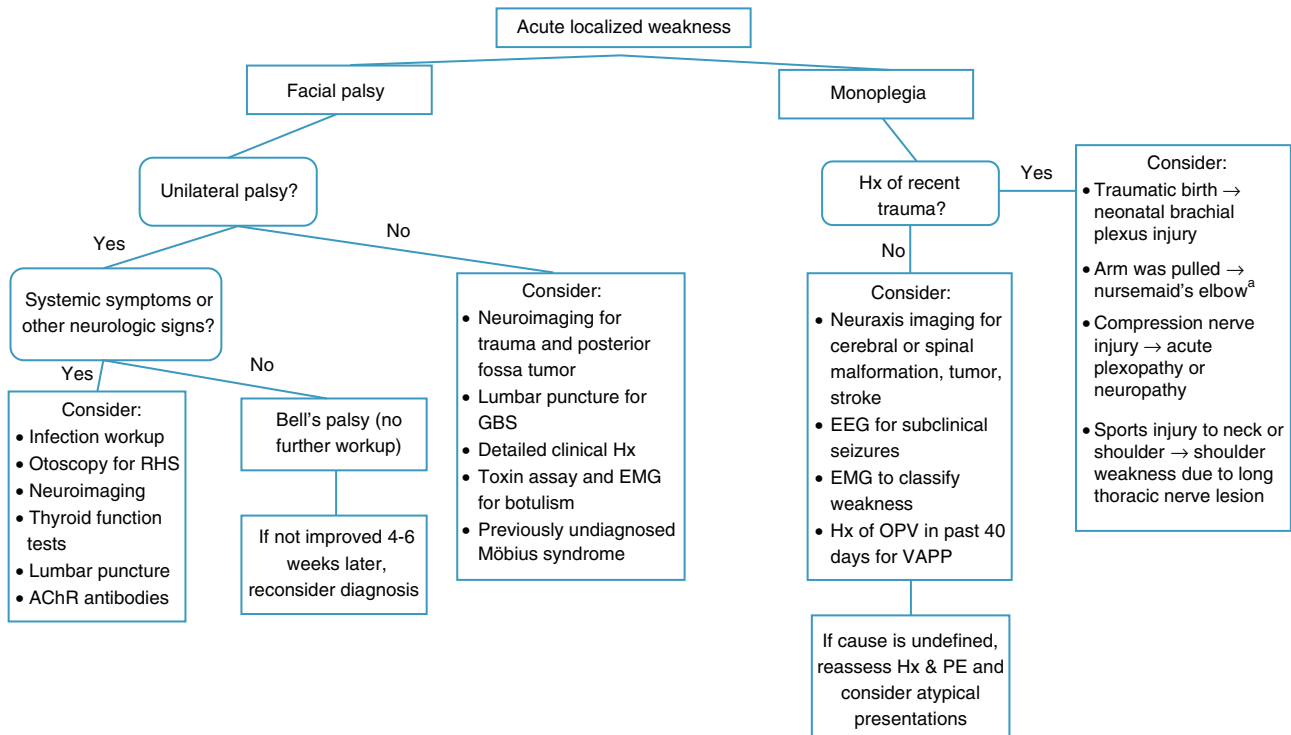 Acute localized weakness
Facial palsy
Monoplegia
Unilateral palsy?
Hx of recent
trauma?
Yes
Consider:
• Traumatic birth →
neonatal brachial
plexus injury
• Arm was pulled →
nursemaid's elbowᵃ
• Compression nerve
injury → acute
plexopathy or
neuropathy
• Sports injury to neck or
shoulder → shoulder
weakness due to long
thoracic nerve lesion
Yes
No
No
Systemic symptoms or
other neurologic signs?
Consider:
• Neuroimaging for
trauma and posterior
fossa tumor
• Lumbar puncture for
GBS
• Detailed clinical Hx
• Toxin assay and EMG
for botulism
• Previously undiagnosed
Möbius syndrome
Consider:
• Neuraxis imaging for
cerebral or spinal
malformation, tumor,
stroke
• EEG for subclinical
seizures
• EMG to classify
weakness
• Hx of OPV in past 40
days for VAPP
Yes
No
Consider:
• Infection workup
• Otoscopy for RHS
• Neuroimaging
• Thyroid function
tests
• Lumbar puncture
• AChR antibodies
Bell's palsy (no
further workup)
If not improved 4-6
weeks later,
reconsider diagnosis
If cause is undefined,
reassess Hx & PE and
consider atypical
presentations